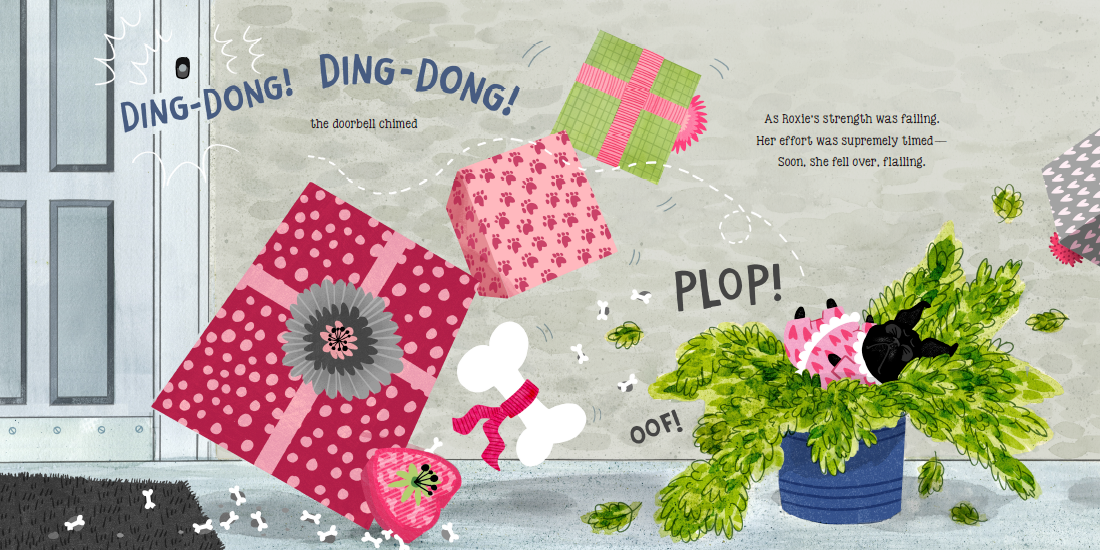 DING-DONG! DING-DONG!
the doorbell chimed
As Roxie's strength was failing.
Her effort was supremely timed—
Soon, she fell over, flailing.
PLOP!
OOF!